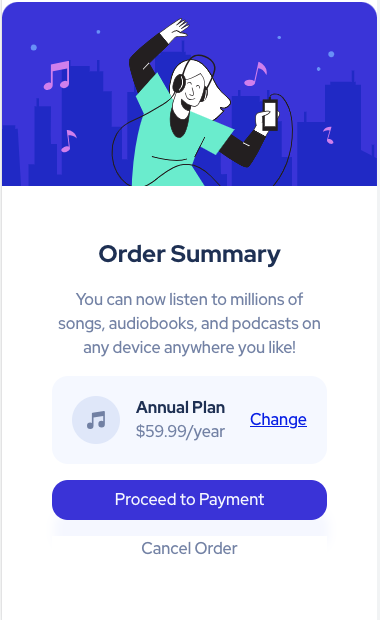 Order Summary
You can now listen to millions of
songs, audiobooks, and podcasts on
any device anywhere you like!
Annual Plan
$59.99/year
Change
Proceed to Payment
Cancel Order